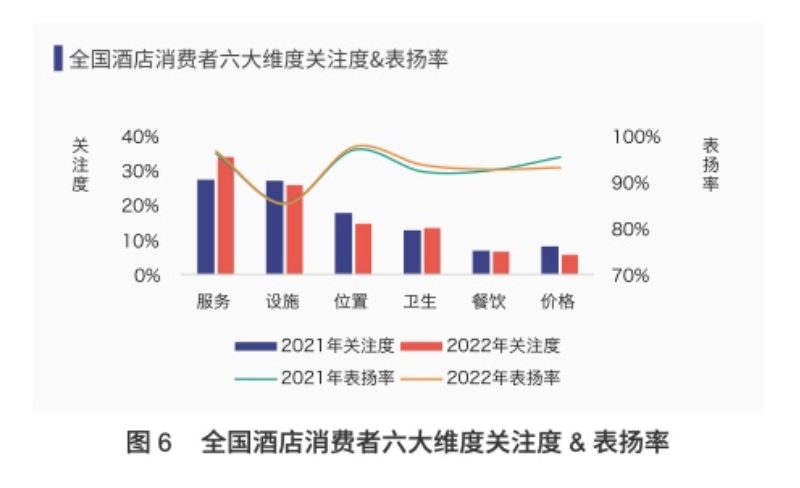 全国酒店消费者六大维度关注度&表扬率
关注度
表扬率
40%
30%
20%
10%
0%
100%
90%
80%
70%
服务 设施 位置 卫生 餐饮 价格
2021年关注度 2022年关注度
2021年表扬率 2022年表扬率
图 6 全国酒店消费者六大维度关注度 & 表扬率